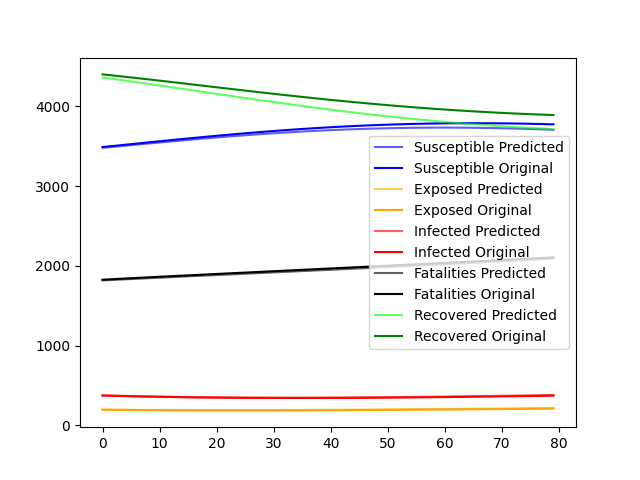 4000
3000
2000
1000
0
Susceptible Predicted
Susceptible Original
Exposed Predicted
Exposed Original
Infected Predicted
Infected Original
Fatalities Predicted
Fatalities Original
Recovered Predicted
Recovered Original
0 10 20 30 40 50 60 70 80